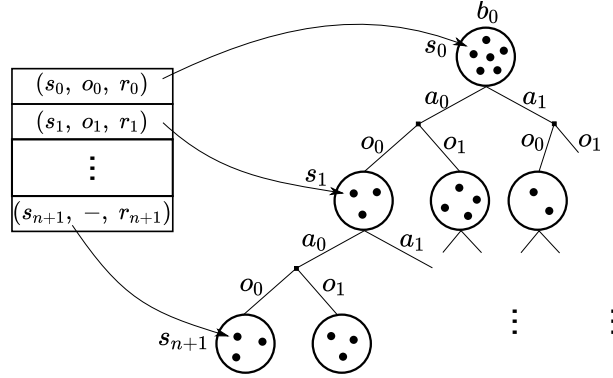 b₀
s₀
(s₀, o₀, r₀)
a₀ a₁
(s₁, o₁, r₁)
o₀ o₁ o₀ o₁
⋮
s₁
(sₙ₊₁, −, rₙ₊₁)
a₀ a₁
o₀ o₁
⋮ ⋮
sₙ₊₁